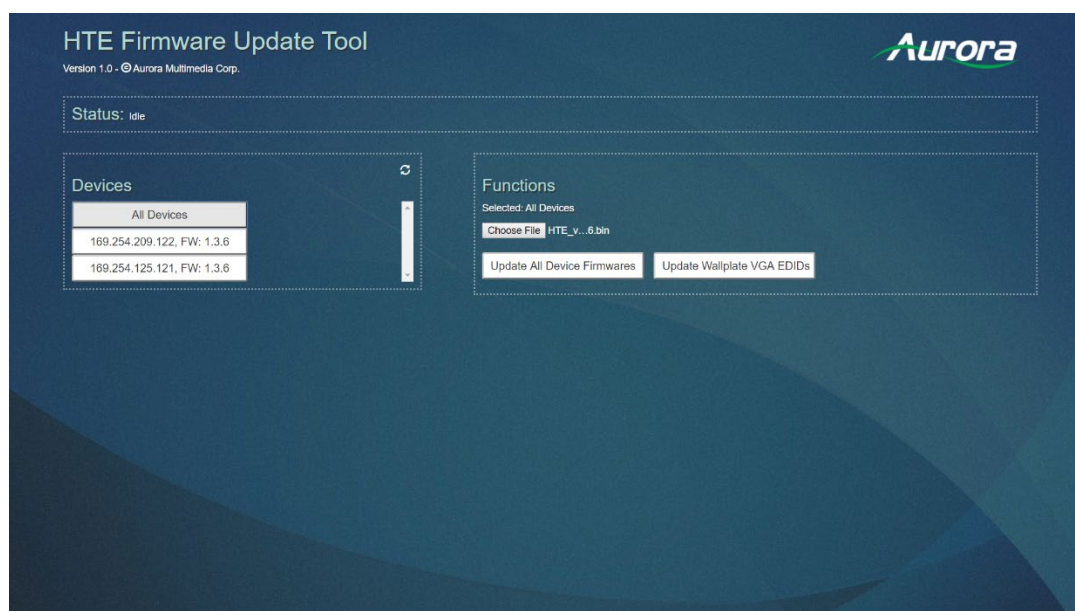 HTE Firmware Update Tool
Aurora
Version 1.0 - © Aurora Multimedia Corp.
Status: Idle
Devices
All Devices
169.254.209.122, FW: 1.3.6
169.254.125.121, FW: 1.3.6
Functions
Selected: All Devices
Choose File HTE_v...6.bin
Update All Device Firmwares
Update Wallplate VGA EDIDs